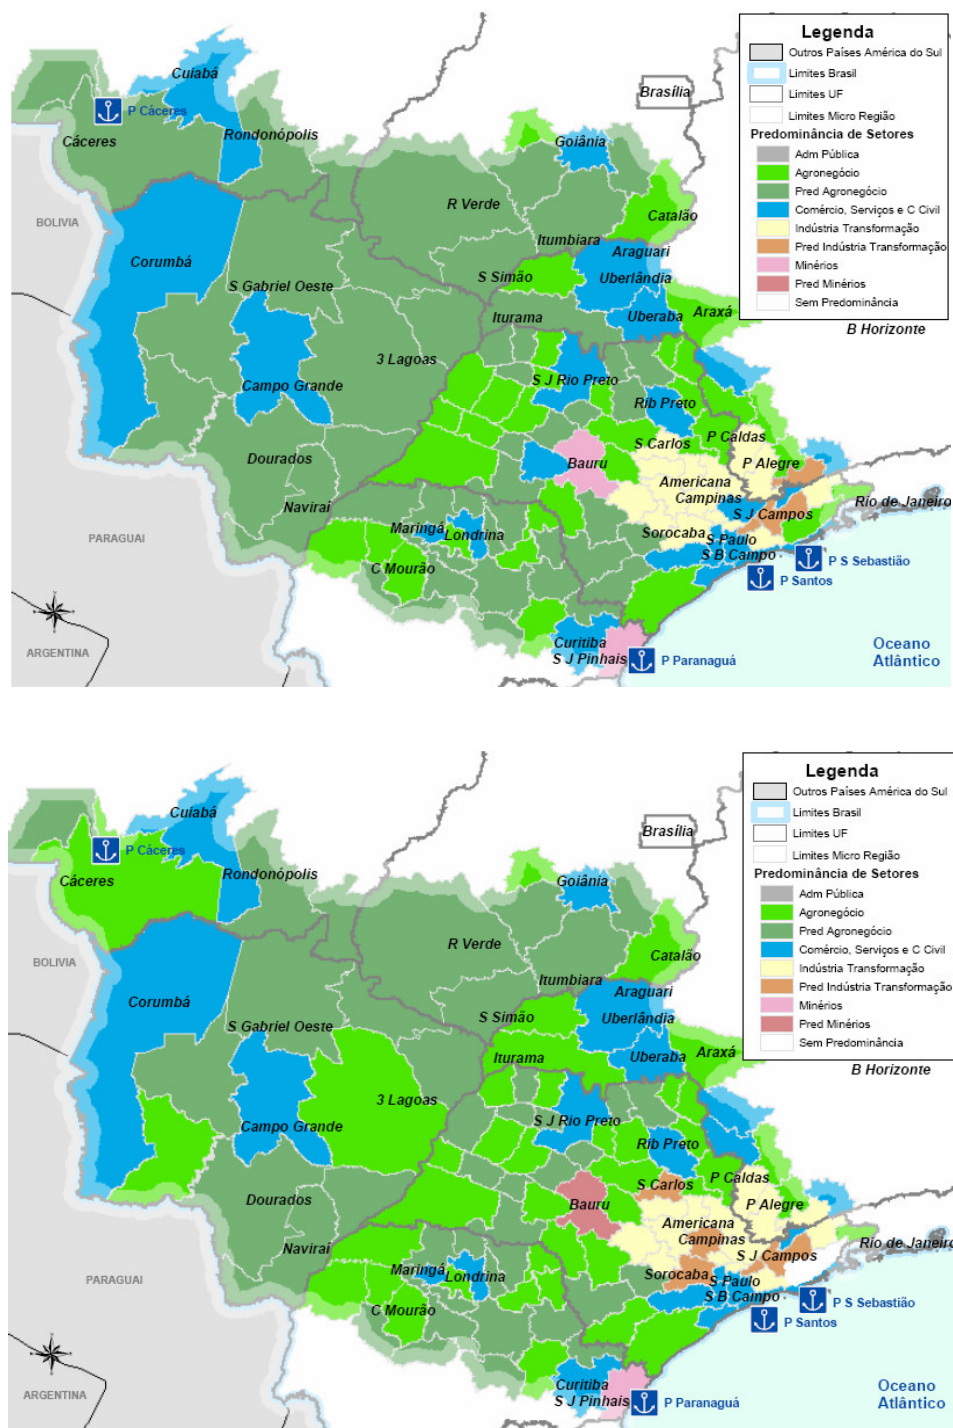 Legenda
Outros Países América do Sul
Limites Brasil
Limites UF
Limites Micro Região
Predominância de Setores
Adm Pública
Agronegócio
Pred Agronegócio
Comércio, Serviços e C Civil
Indústria Transformação
Pred Indústria Transformação
Minérios
Pred Minérios
Sem Predominância
Cuiabá
Brasília
P Cáceres
Cáceres
Rondonópolis
Goiânia
R Verde
Catalão
BOLIVIA
Itumbiara
Araguari
Corumbá
S Simão
Uberlândia
S Gabriel Oeste
Iturama
Uberaba
Araxá
B Horizonte
3 Lagoas
S J Rio Preto
Campo Grande
Rib Preto
S Carlos
P Caldas
Dourados
Bauru
P Alegre
Americana
Campinas
Rio de Janeiro
Naviraí
S J Campos
Maringá
Londrina
Sorocaba
S Paulo
PARAGUAI
S B Campo
P S Sebastião
C Mourão
P Santos
Curitiba
Oceano
Atlântico
ARGENTINA
S J Pinhais
P Paranaguá
Legenda
Outros Países América do Sul
Limites Brasil
Limites UF
Limites Micro Região
Predominância de Setores
Adm Pública
Agronegócio
Pred Agronegócio
Comércio, Serviços e C Civil
Indústria Transformação
Pred Indústria Transformação
Minérios
Pred Minérios
Sem Predominância
Cuiabá
Brasília
P Cáceres
Cáceres
Rondonópolis
Goiânia
R Verde
Catalão
BOLIVIA
Itumbiara
Araguari
Corumbá
S Simão
Uberlândia
S Gabriel Oeste
Iturama
Uberaba
Araxá
B Horizonte
3 Lagoas
S J Rio Preto
Campo Grande
Rib Preto
S Carlos
P Caldas
Dourados
Bauru
P Alegre
Americana
Campinas
Rio de Janeiro
Naviraí
S J Campos
Maringá
Londrina
Sorocaba
S Paulo
PARAGUAI
S B Campo
P S Sebastião
C Mourão
P Santos
Curitiba
Oceano
Atlântico
ARGENTINA
S J Pinhais
P Paranaguá